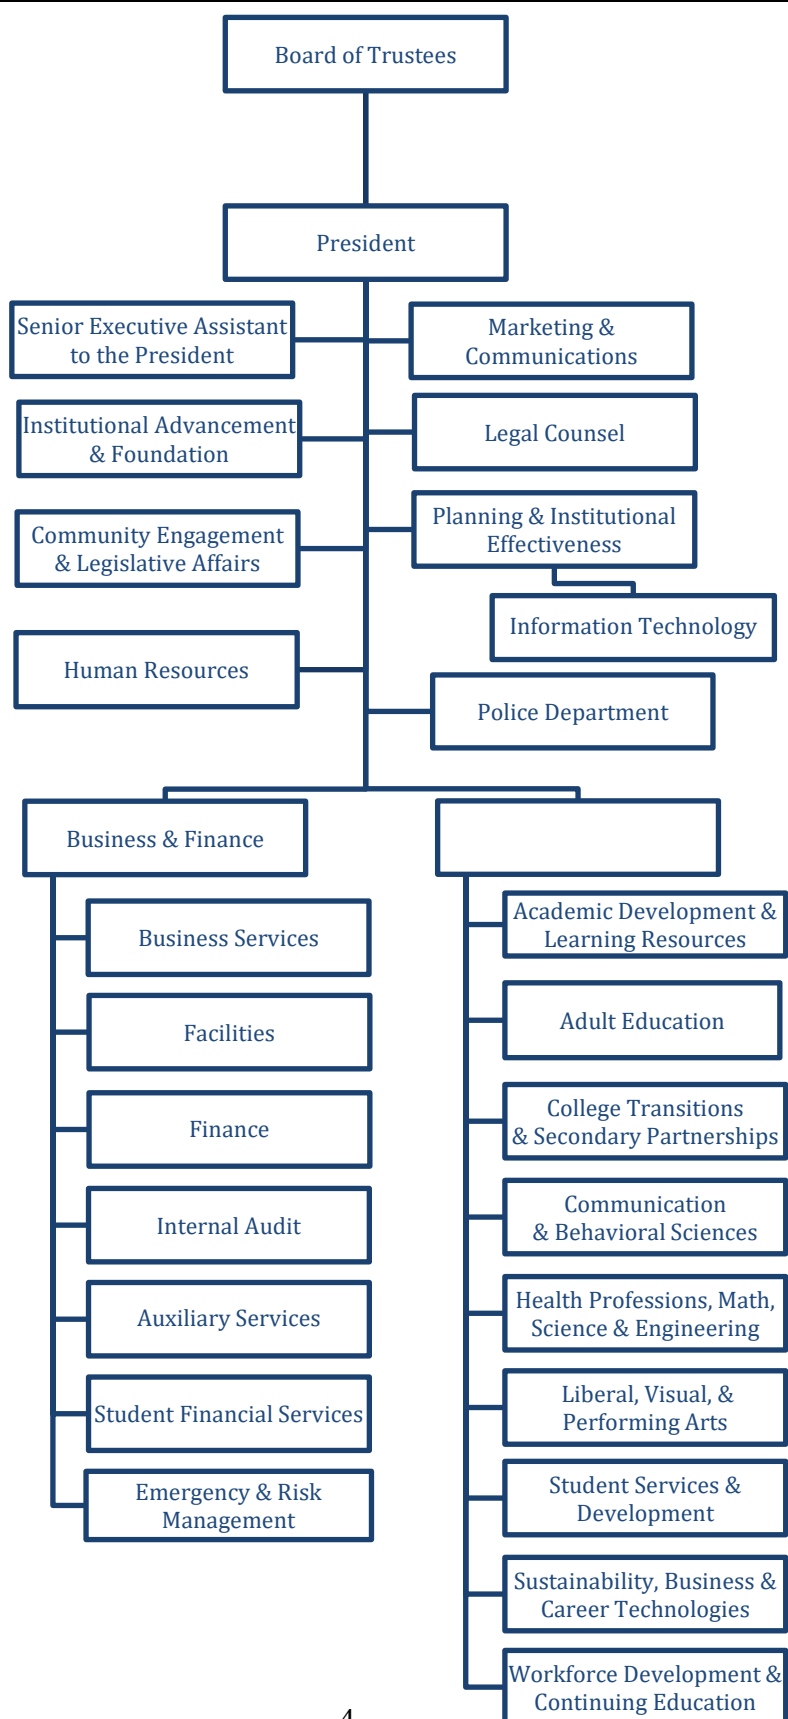 Board of Trustees
President
Senior Executive Assistant
to the President
Marketing &
Communications
Institutional Advancement
& Foundation
Legal Counsel
Community Engagement
& Legislative Affairs
Planning & Institutional
Effectiveness
Information Technology
Human Resources
Police Department
Business & Finance
Business Services
Facilities
Finance
Internal Audit
Auxiliary Services
Student Financial Services
Emergency & Risk
Management
Academic Development &
Learning Resources
Adult Education
College Transitions
& Secondary Partnerships
Communication
& Behavioral Sciences
Health Professions, Math,
Science & Engineering
Liberal, Visual, &
Performing Arts
Student Services &
Development
Sustainability, Business &
Career Technologies
Workforce Development &
Continuing Education
4